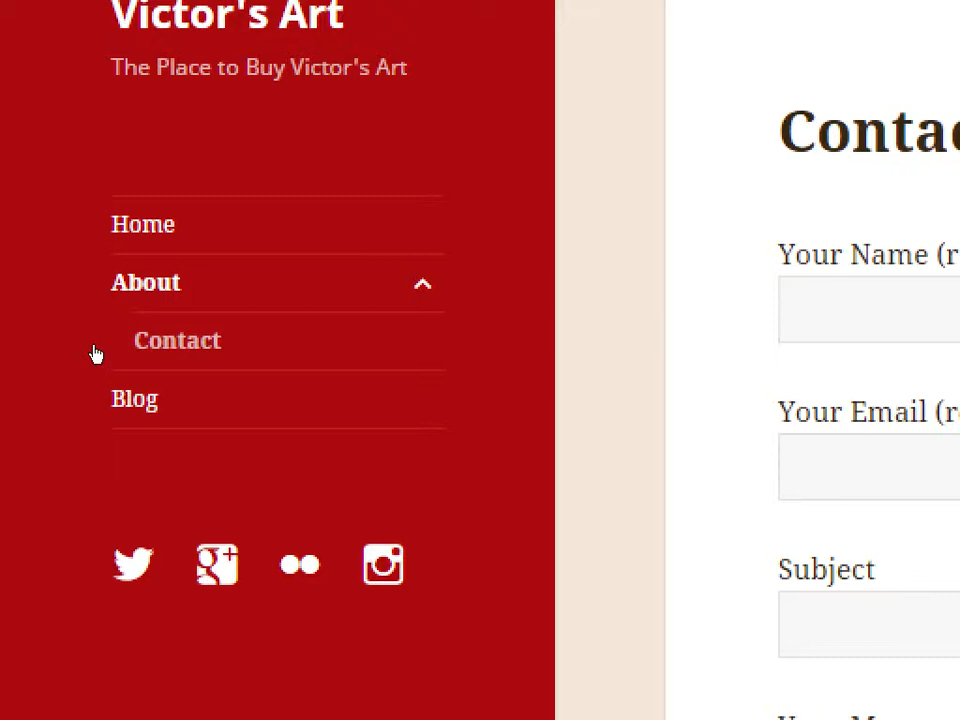 Victor's Art
The Place to Buy Victor's Art
Home
About
Contact
Blog
Contac
Your Name (r
Your Email (r
Subject